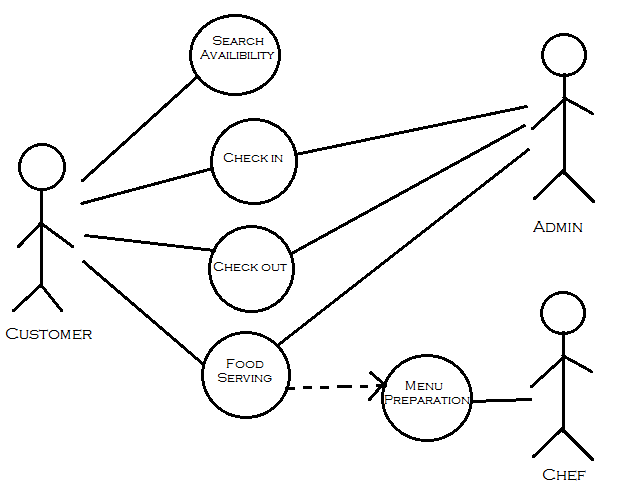 Search
Availibility
Check in
Admin
Check out
Customer
Food
Serving
Menu
Preparation
Chef